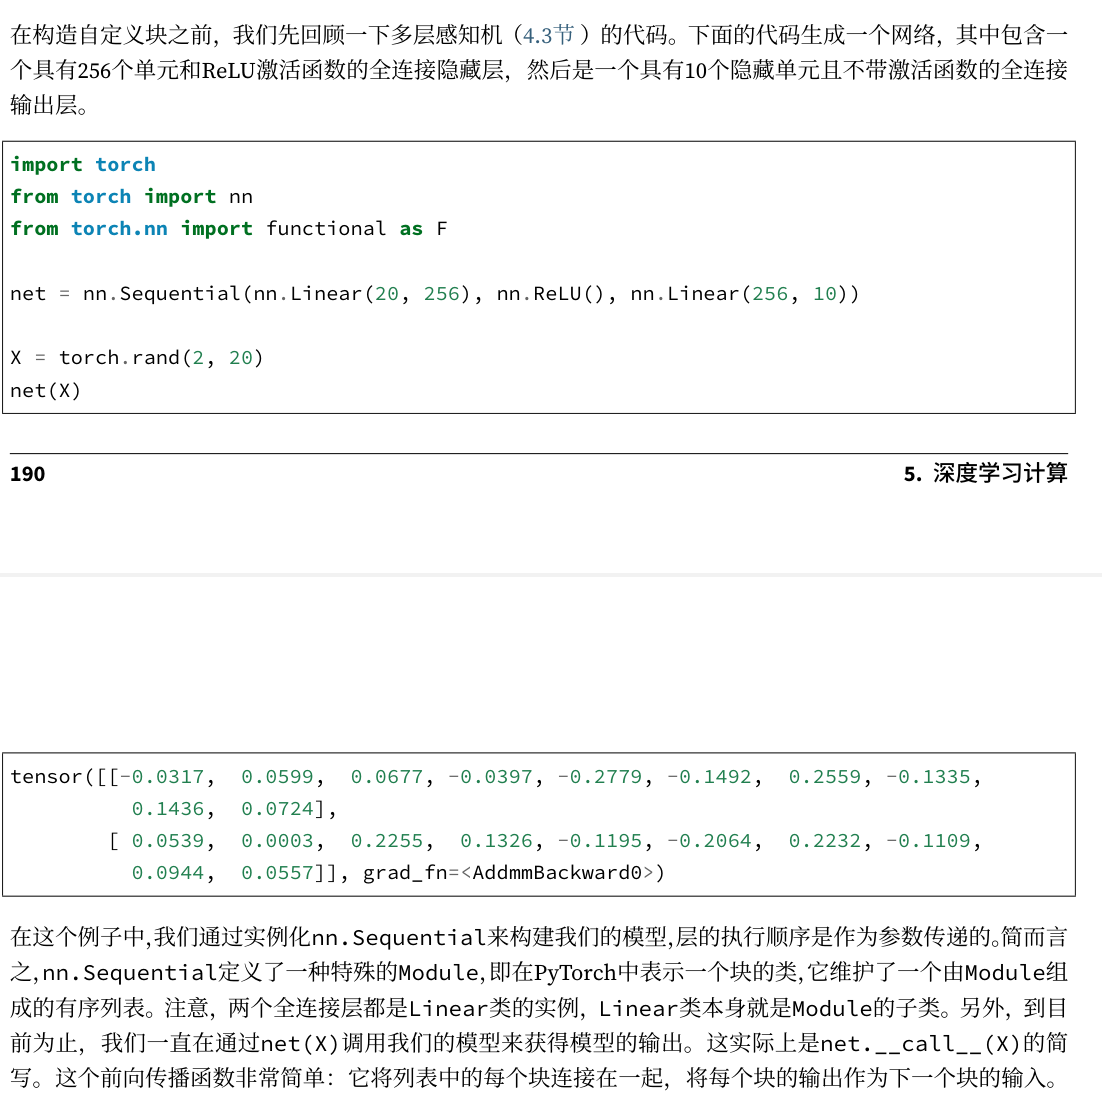 在构造自定义块之前，我们先回顾一下多层感知机（4.3节 ）的代码。下面的代码生成一个网络，其中包含一
个具有256个单元和ReLU激活函数的全连接隐藏层，然后是一个具有10个隐藏单元且不带激活函数的全连接
输出层。
import torch
from torch import nn
from torch.nn import functional as F
net = nn.Sequential(nn.Linear(20, 256), nn.ReLU(), nn.Linear(256, 10))
X = torch.rand(2, 20)
net(X)
190 5. 深度学习计算
tensor([[-0.0317,  0.0599,  0.0677, -0.0397, -0.2779, -0.1492,  0.2559, -0.1335,
          0.1436,  0.0724],
        [ 0.0539,  0.0003,  0.2255,  0.1326, -0.1195, -0.2064,  0.2232, -0.1109,
          0.0944,  0.0557]], grad_fn=<AddmmBackward0>)
在这个例子中,我们通过实例化nn.Sequential来构建我们的模型,层的执行顺序是作为参数传递的。简而言
之,nn.Sequential定义了一种特殊的Module,即在PyTorch中表示一个块的类,它维护了一个由Module组
成的有序列表。注意，两个全连接层都是Linear类的实例，Linear类本身就是Module的子类。另外，到目
前为止，我们一直在通过net(X)调用我们的模型来获得模型的输出。这实际上是net.__call__(X)的简
写。这个前向传播函数非常简单：它将列表中的每个块连接在一起，将每个块的输出作为下一个块的输入。